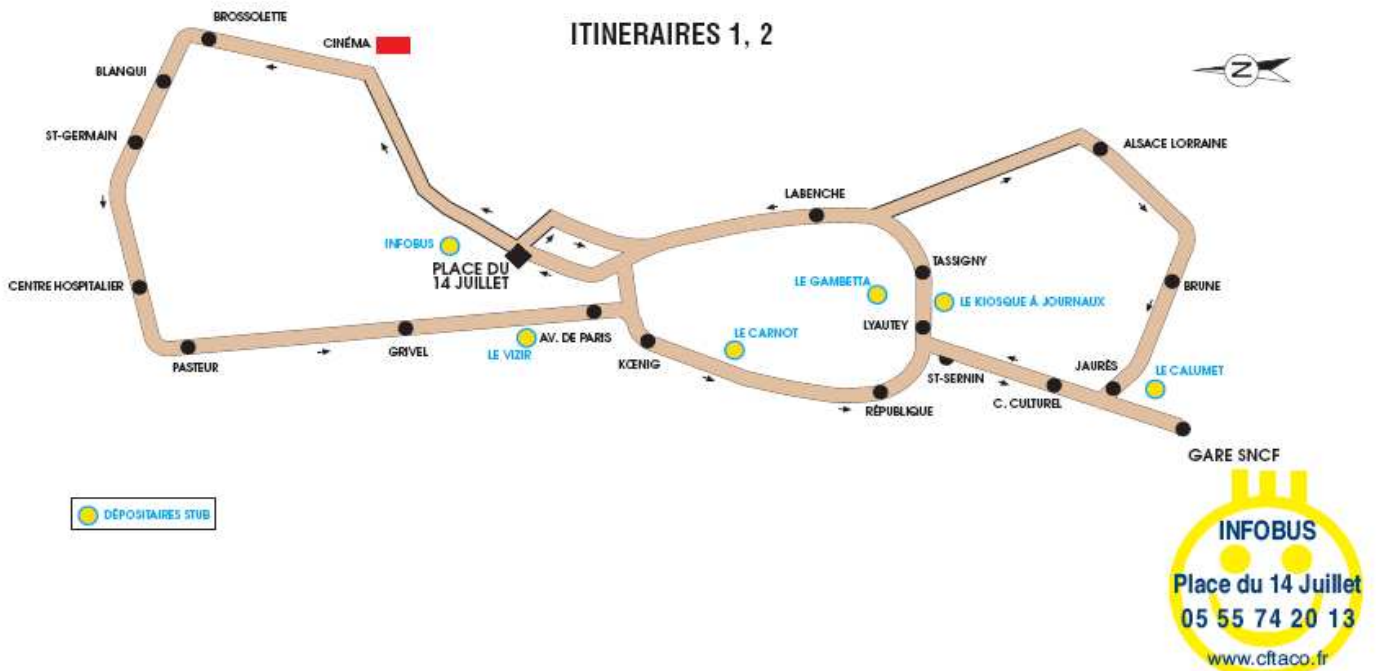 BROSSOLETTE
CINÉMA
ITINERAIRES 1, 2
BLANQUI
N
ST-GERMAIN
ALSACE LORRAINE
LABENCHE
INFOBUS
PLACE DU
14 JUILLET
TASSIGNY
CENTRE HOSPITALIER
LE GAMBETTA
BRUNE
LE KIOSQUE À JOURNAUX
LYAUTEY
LE CARNOT
AV. DE PARIS
GRIVEL
LE VIZIR
PASTEUR
KŒNIG
ST-SERNIN
JAURÈS
LE CALUMET
C. CULTUREL
RÉPUBLIQUE
GARE SNCF
DÉPOSITAIRES STUB
INFOBUS
Place du 14 Juillet
05 55 74 20 13
www.cftaco.fr